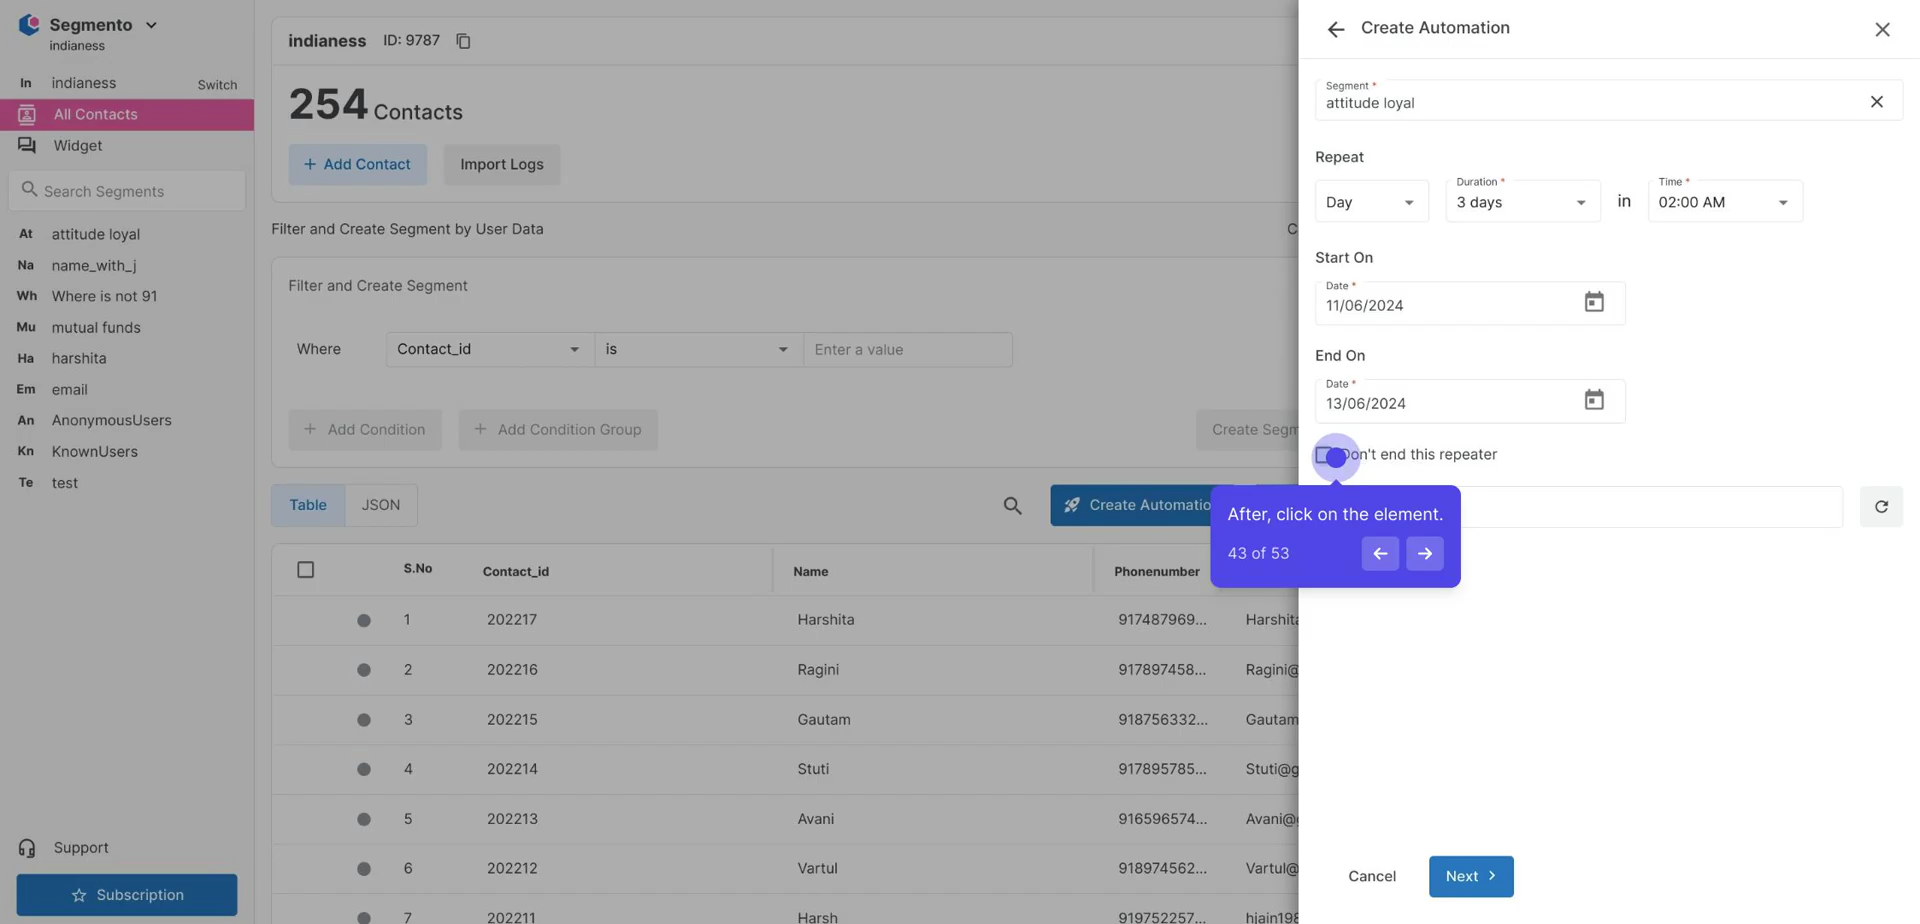 Segmento
indianess
In indianess Switch
All Contacts
Widget
Search Segments
At attitude loyal
Na name_with_j
Wh Where is not 91
Mu mutual funds
Ha harshita
Em email
An AnonymousUsers
Kn KnownUsers
Te test
Support
Subscription
indianess ID: 9787
254 Contacts
+ Add Contact Import Logs
Filter and Create Segment by User Data
Filter and Create Segment
Where Contact_id is Enter a value
+ Add Condition + Add Condition Group Create Segm
Table JSON Create Automatio
S.No Contact_id Name Phonenumber
1 202217 Harshita 917487969... Harshita
2 202216 Ragini 917897458... Ragini@
3 202215 Gautam 918756332... Gautam
4 202214 Stuti 917895785... Stuti@g
5 202213 Avani 916596574... Avani@g
6 202212 Vartul 918974562... Vartul@
7 202211 Harsh 919752257... hjain198
Create Automation
Segment *
attitude loyal
Repeat
Day
Duration *
3 days
in
Time *
02:00 AM
Start On
Date *
11/06/2024
End On
Date *
13/06/2024
Don't end this repeater
After, click on the element.
43 of 53
Cancel Next